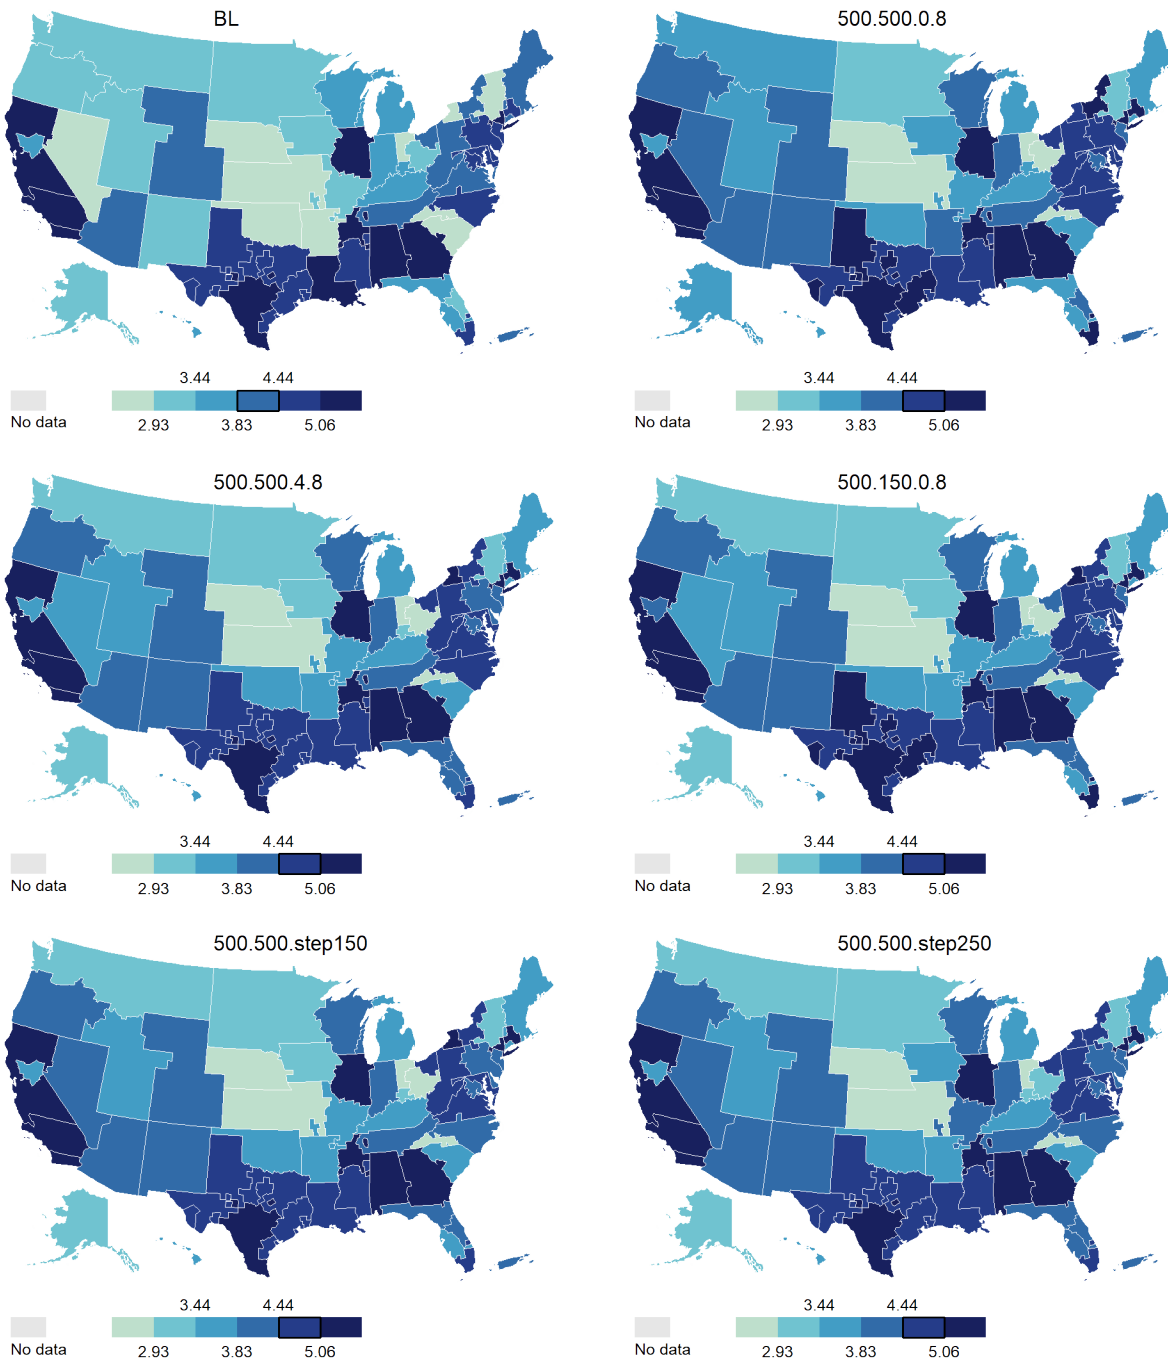 BL
3.44 4.44
No data 2.93 3.83 5.06
500.500.0.8
3.44 4.44
No data 2.93 3.83 5.06
500.500.4.8
3.44 4.44
No data 2.93 3.83 5.06
500.150.0.8
3.44 4.44
No data 2.93 3.83 5.06
500.500.step150
3.44 4.44
No data 2.93 3.83 5.06
500.500.step250
3.44 4.44
No data 2.93 3.83 5.06